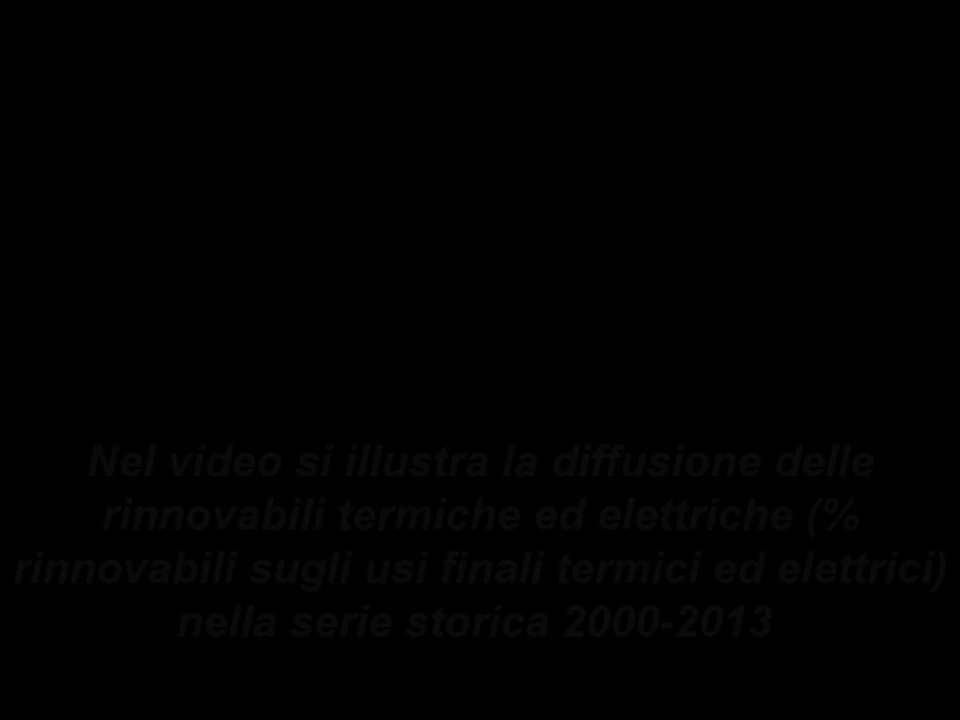 Nel video si illustra la diffusione delle
rinnovabili termiche ed elettriche (%
rinnovabili sugli usi finali termici ed elettrici)
nella serie storica 2000-2013